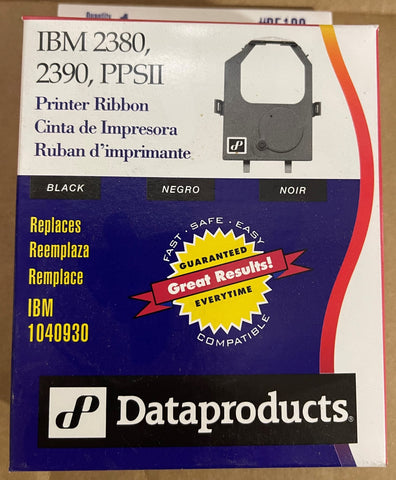 IBM 2380,
2390, PPSII
Printer Ribbon
Cinta de Impresora
Ruban d'imprimante
BLACK
NEGRO
NOIR
Replaces
Reemplaza
Remplace
IBM
1040930
FAST • SAFE • EASY
GUARANTEED
Great Results!
EVERYTIME
COMPATIBLE
Dataproducts®